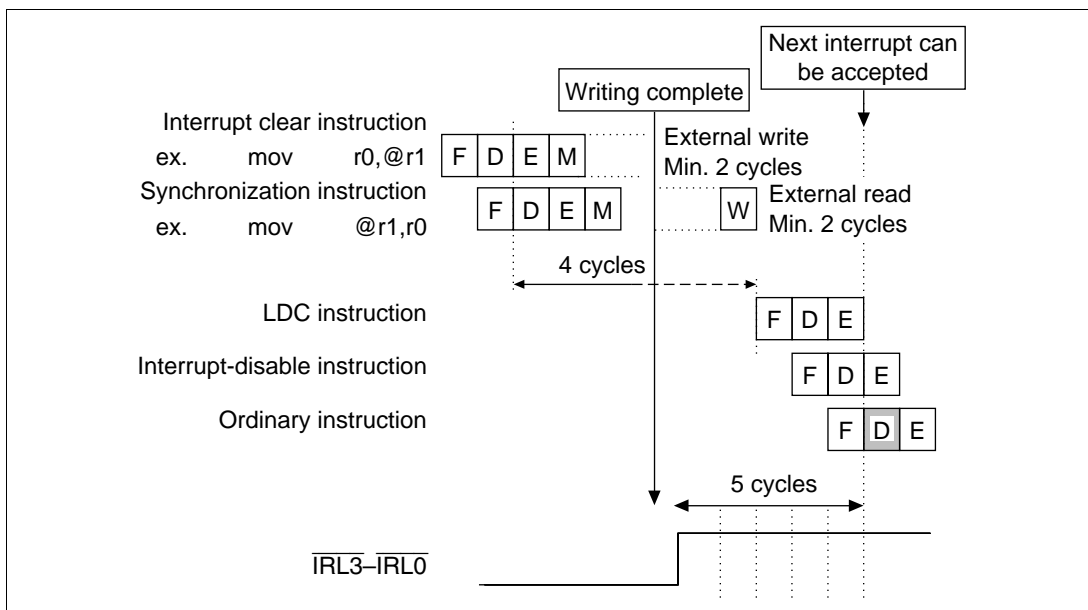 Next interrupt can
be accepted
Writing complete
Interrupt clear instruction
ex. mov r0,@r1
F D E M
External write
Min. 2 cycles
Synchronization instruction
ex. mov @r1,r0
F D E M
W
External read
Min. 2 cycles
4 cycles
LDC instruction
F D E
Interrupt-disable instruction
F D E
Ordinary instruction
F D E
5 cycles
IRL3–IRL0